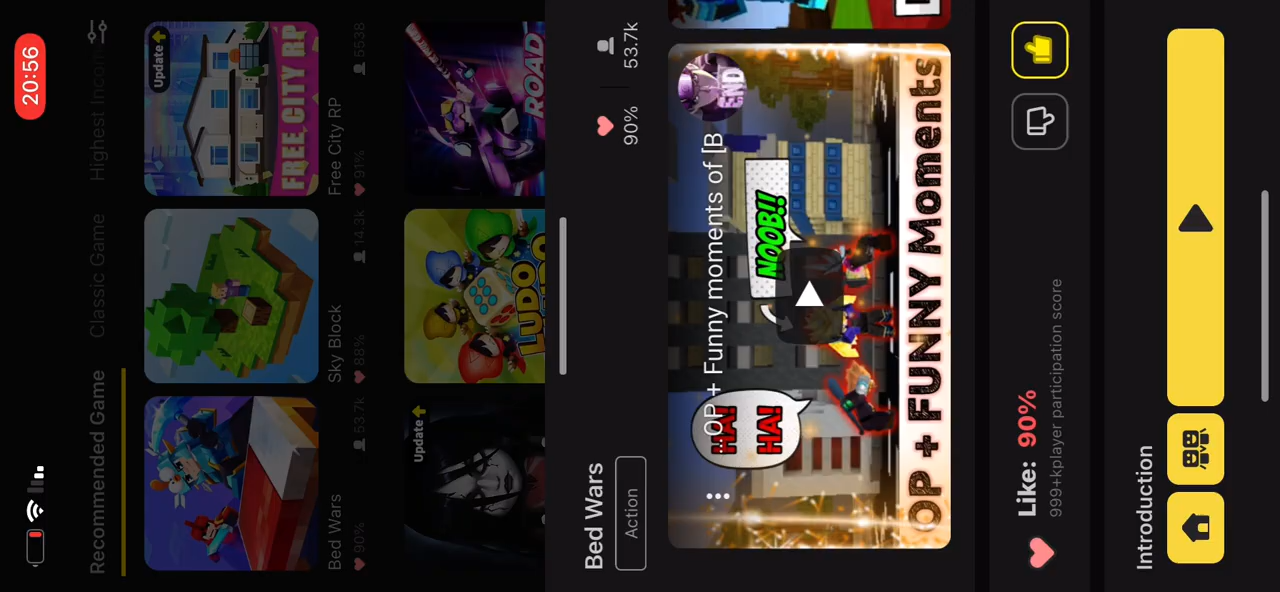 20:56
Recommended Game
Classic Game
Highest Incom
Update
FREE CITY RP
Bed Wars
90%
53.7k
Sky Block
88%
14.3k
Free City RP
91%
5538
Update
LUDO
ROAD
Bed Wars
Action
90%
53.7k
END
...OP + Funny moments of [B
HA!
HA!
NOOB!!
OP + FUNNY Moments
Like: 90%
999+kplayer participation score
Introduction